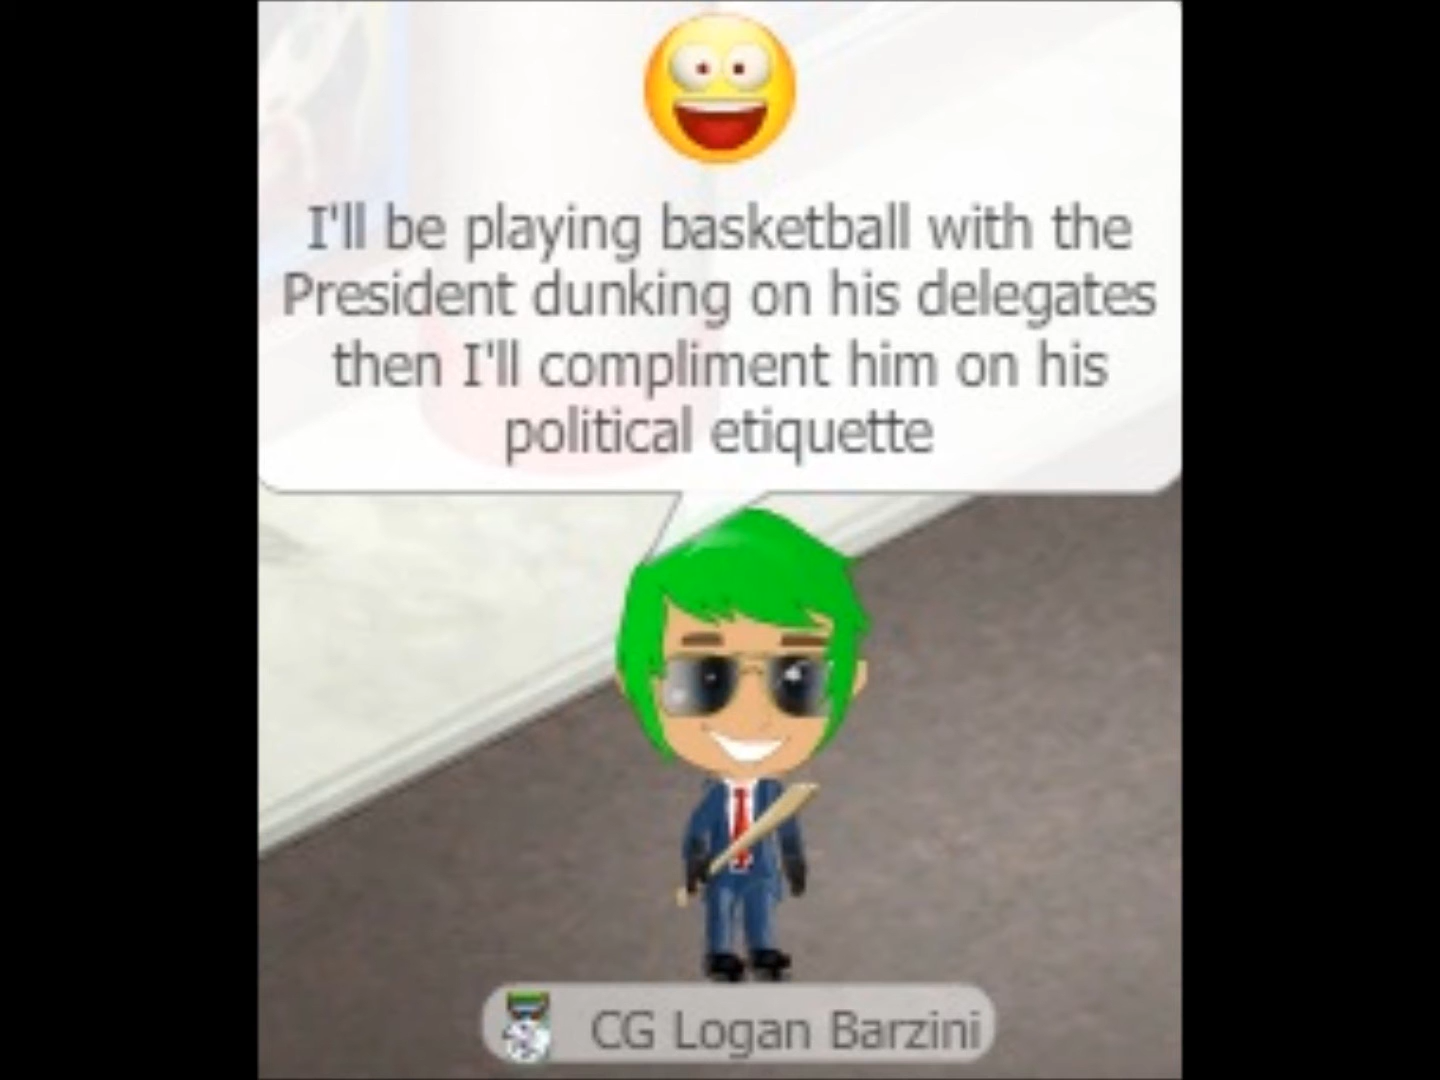 I'll be playing basketball with the
President dunking on his delegates
then I'll compliment him on his
political etiquette
CG Logan Barzini